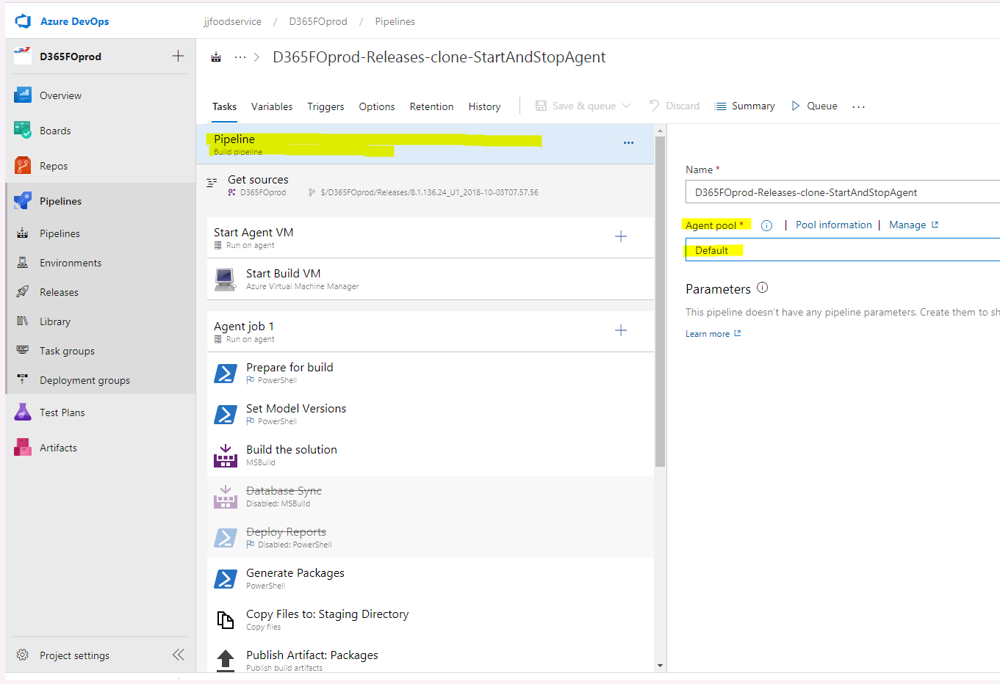 Azure DevOps
jjfoodservice / D365FOprod / Pipelines
D365FOprod
... > D365FOprod-Releases-clone-StartAndStopAgent
Overview
Boards
Repos
Pipelines
Pipelines
Environments
Releases
Library
Task groups
Deployment groups
Test Plans
Artifacts
Project settings
Tasks Variables Triggers Options Retention History | Save & queue Discard Summary Queue ...
Pipeline ...
Build pipeline
Get sources
D365FOprod $/D365FOprod/Releases/8.1.136.24_U1_2018-10-03T07.57.56
Start Agent VM
Run on agent
Start Build VM
Azure Virtual Machine Manager
Agent job 1
Run on agent
Prepare for build
PowerShell
Set Model Versions
PowerShell
Build the solution
MSBuild
Database Sync
Disabled: MSBuild
Deploy Reports
Disabled: PowerShell
Generate Packages
PowerShell
Copy Files to: Staging Directory
Copy files
Publish Artifact: Packages
Publish build artifacts
Name *
D365FOprod-Releases-clone-StartAndStopAgent
Agent pool * | Pool information | Manage
Default
Parameters
This pipeline doesn't have any pipeline parameters. Create them to sh
Learn more